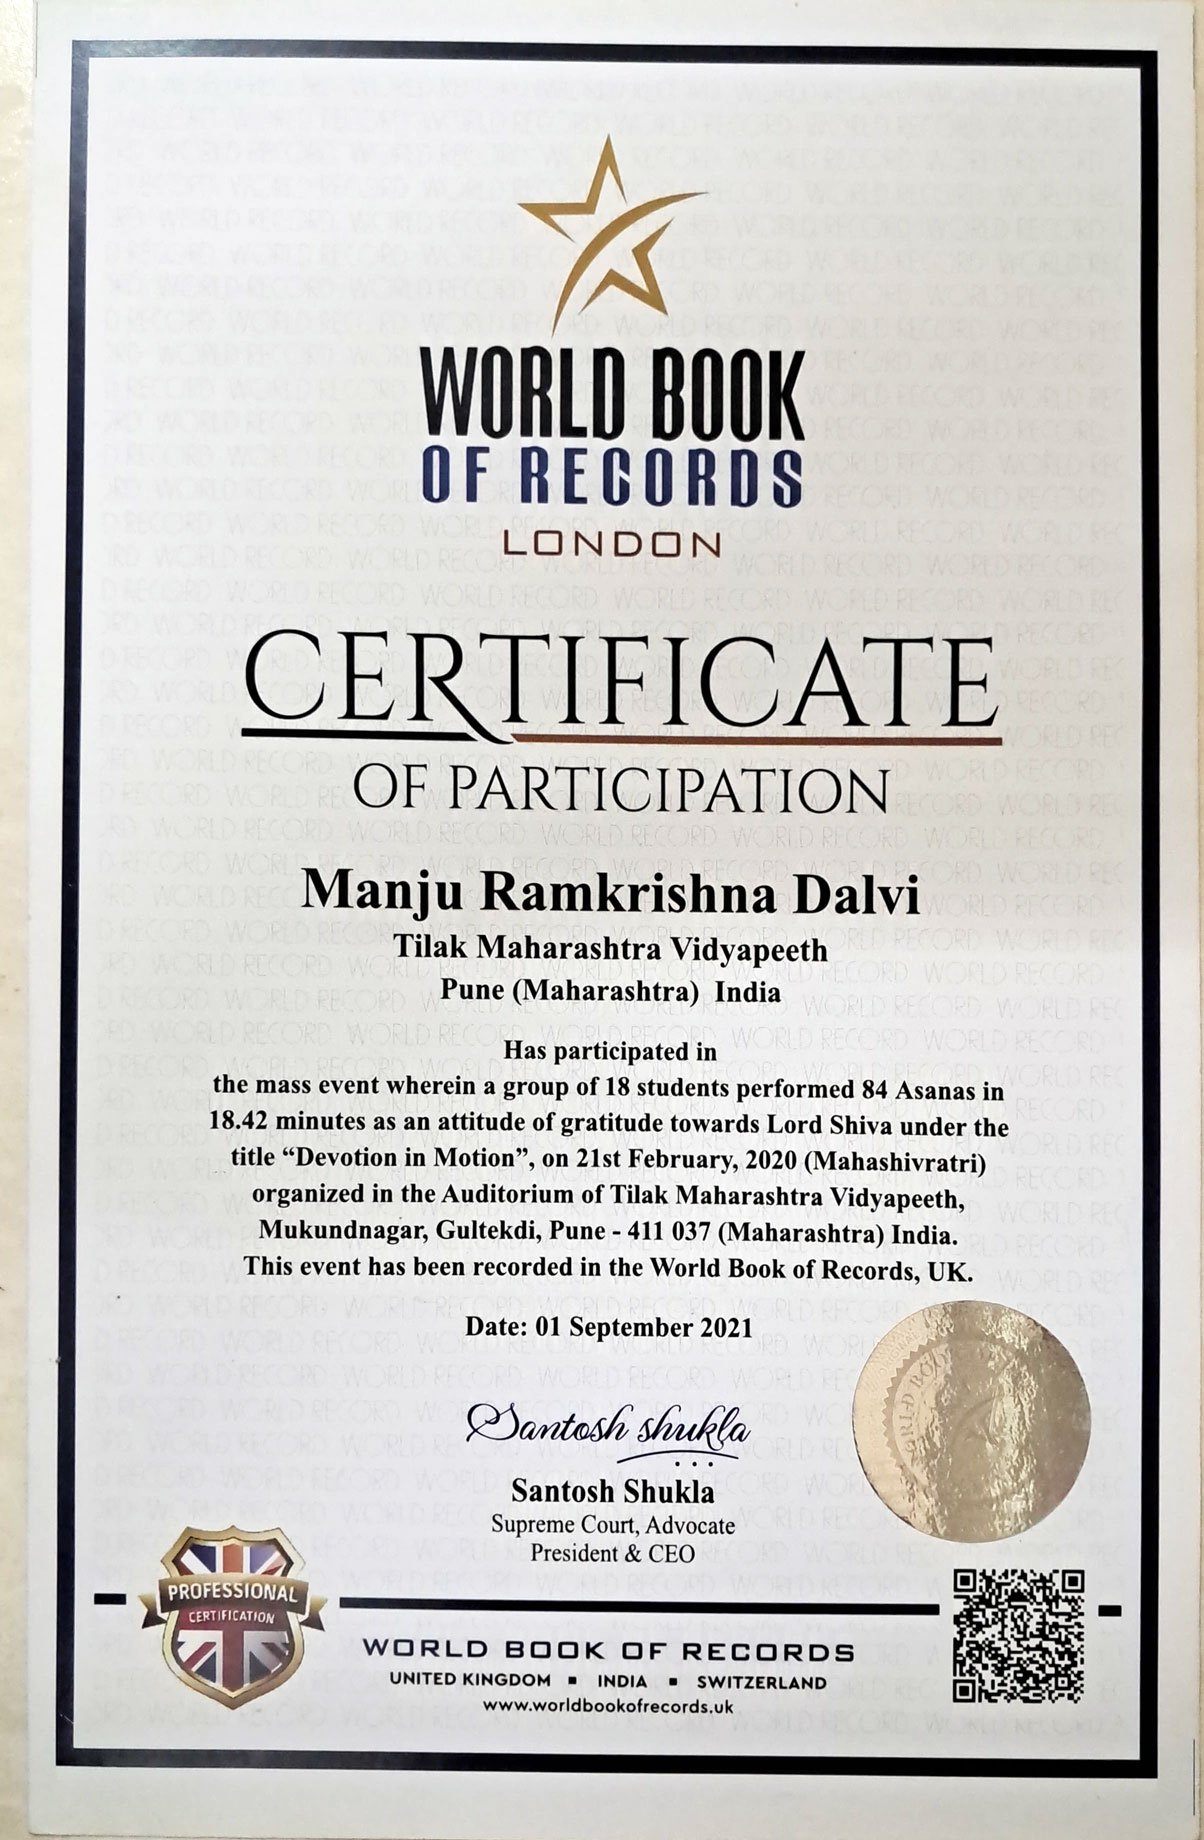 WORLD BOOK
OF RECORDS
LONDON
CERTIFICATE
OF PARTICIPATION
Manju Ramkrishna Dalvi
Tilak Maharashtra Vidyapeeth
Pune (Maharashtra) India
Has participated in
the mass event wherein a group of 18 students performed 84 Asanas in
18.42 minutes as an attitude of gratitude towards Lord Shiva under the
title “Devotion in Motion”, on 21st February, 2020 (Mahashivratri)
organized in the Auditorium of Tilak Maharashtra Vidyapeeth,
Mukundnagar, Gultekdi, Pune - 411 037 (Maharashtra) India.
This event has been recorded in the World Book of Records, UK.
Date: 01 September 2021
Santosh shukla
Santosh Shukla
Supreme Court, Advocate
President & CEO
PROFESSIONAL
CERTIFICATION
WORLD BOOK OF RECORDS
UNITED KINGDOM ▪ INDIA ▪ SWITZERLAND
www.worldbookofrecords.uk